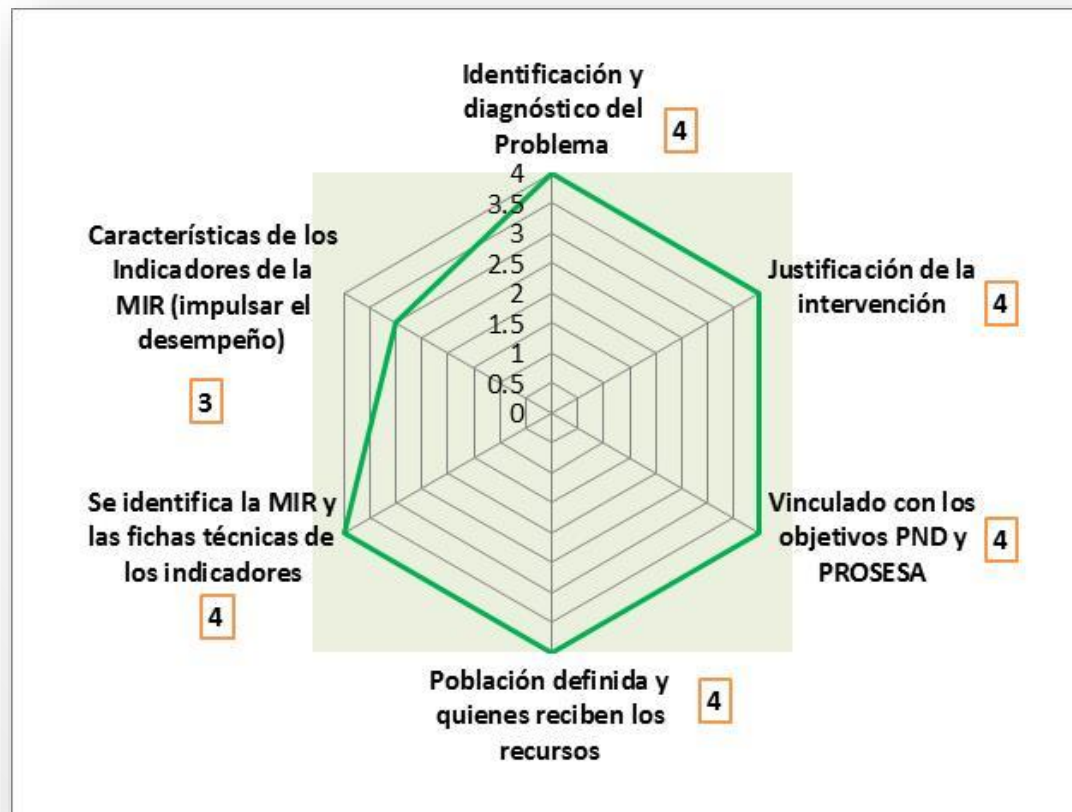 Identificación y
diagnóstico del
Problema
4
4
3.5
3
2.5
2
1.5
1
0.5
0
Justificación de la
intervención
4
Vinculado con los
objetivos PND y
PROSESA
4
Población definida y
quienes reciben los
recursos
4
Se identifica la MIR y
las fichas técnicas de
los indicadores
4
Características de los
Indicadores de la
MIR (impulsar el
desempeño)
3